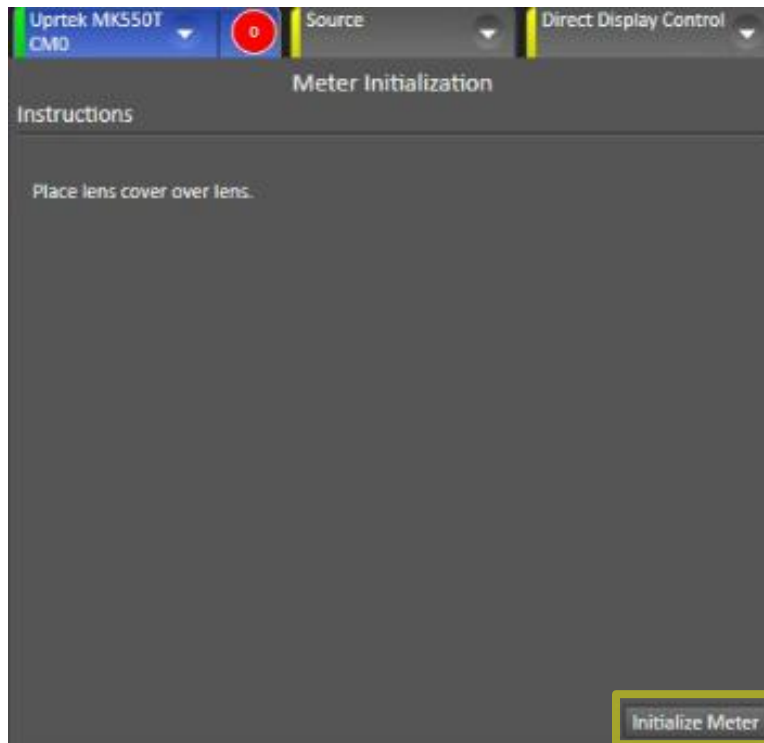 Uprtek MK550T
CM0
0
Source
Direct Display Control
Meter Initialization
Instructions
Place lens cover over lens.
Initialize Meter